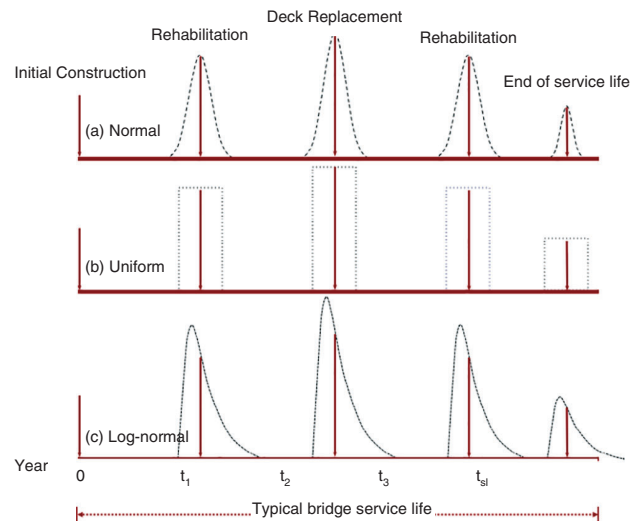 Deck Replacement
Rehabilitation
Rehabilitation
Initial Construction
End of service life
(a) Normal
(b) Uniform
(c) Log-normal
Year
0 t1 t2 t3 tsl
Typical bridge service life